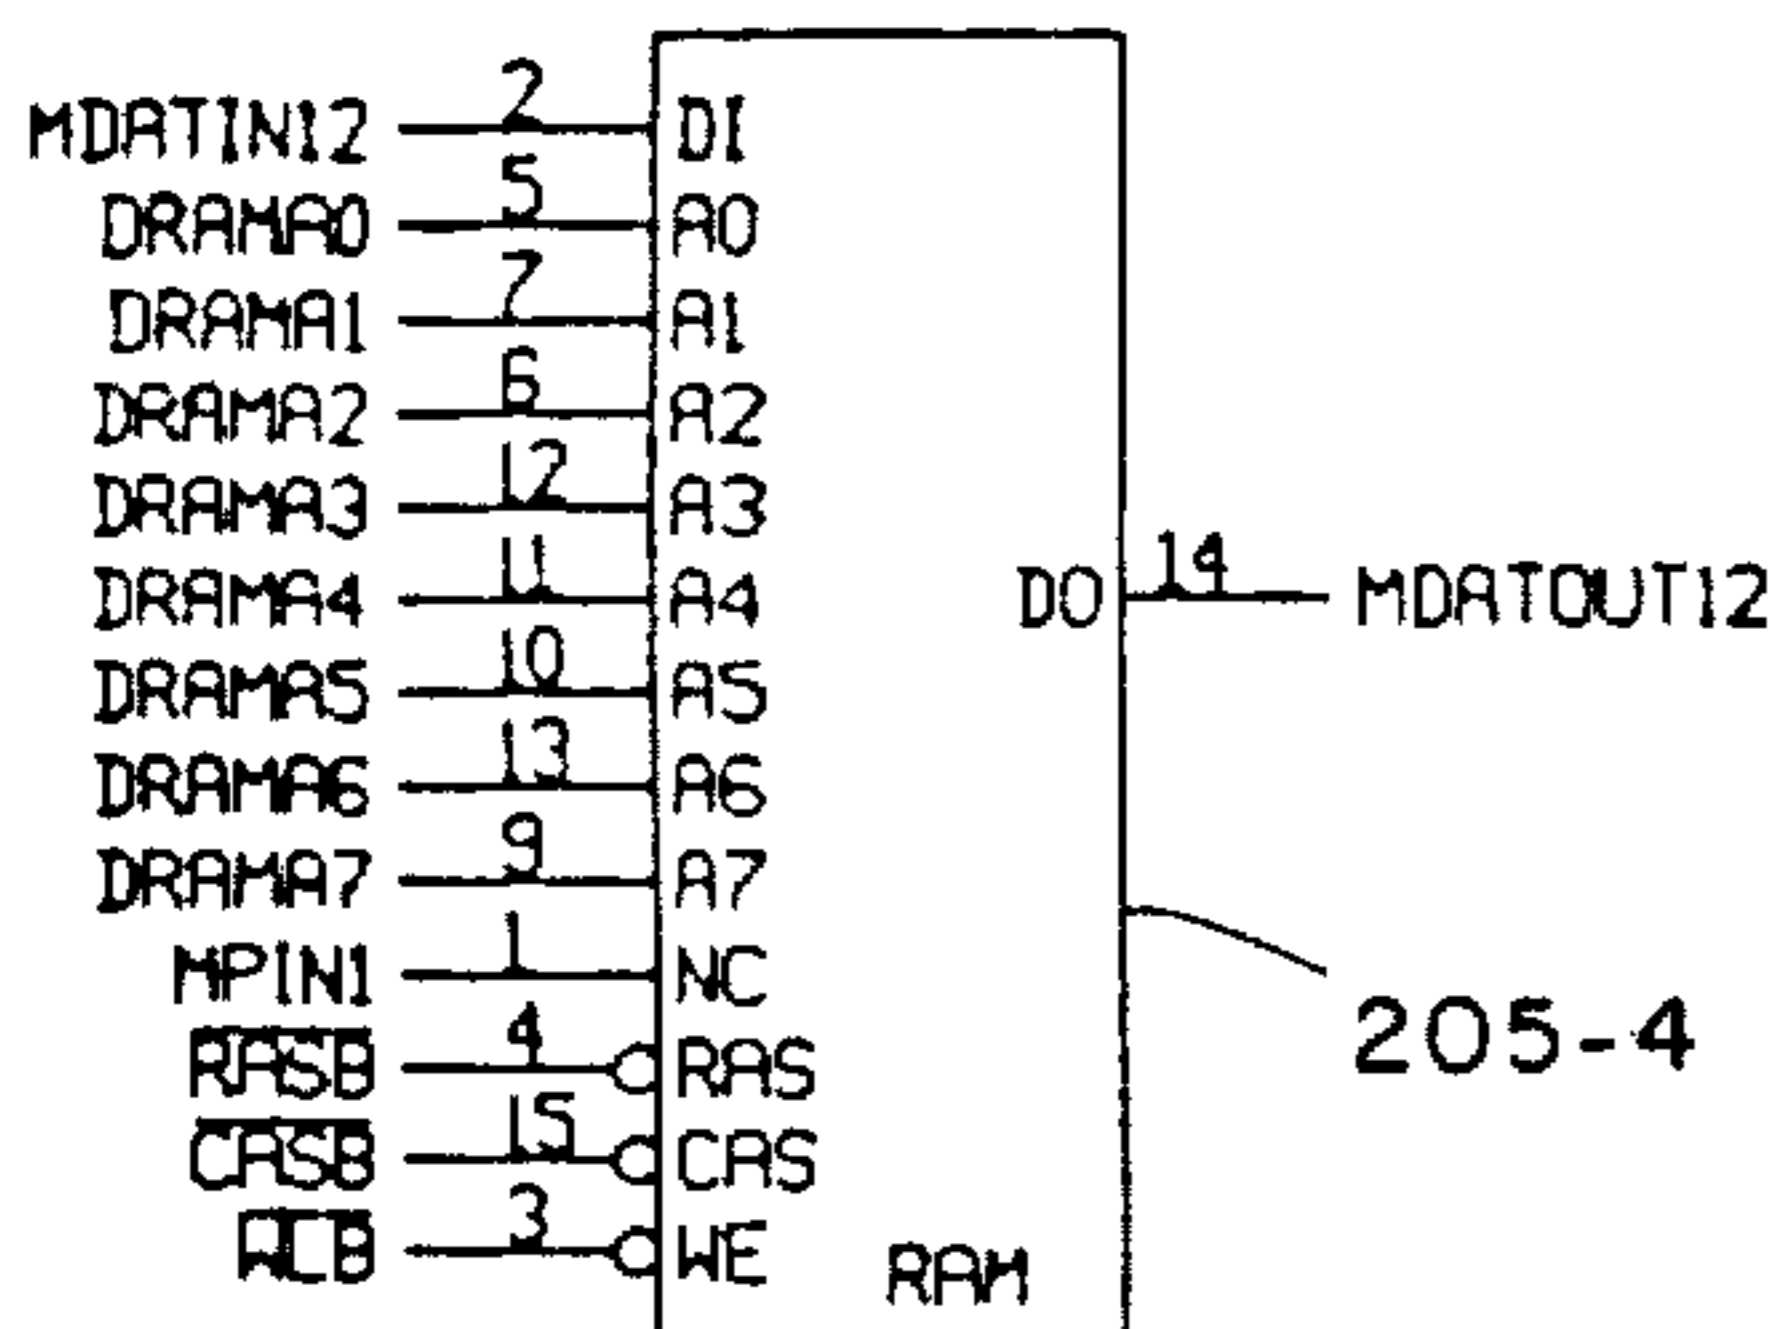 MDATIN12 2 DI
DRAMA0 5 A0
DRAMA1 7 A1
DRAMA2 6 A2
DRAMA3 12 A3
DRAMA4 11 A4
DO 14 MDATOUT12
DRAMA5 10 A5
DRAMA6 13 A6
DRAMA7 9 A7
MPIN1 1 NC
205-4
RASB 4 RAS
CASB 15 CAS
WCB 3 WE
RAM